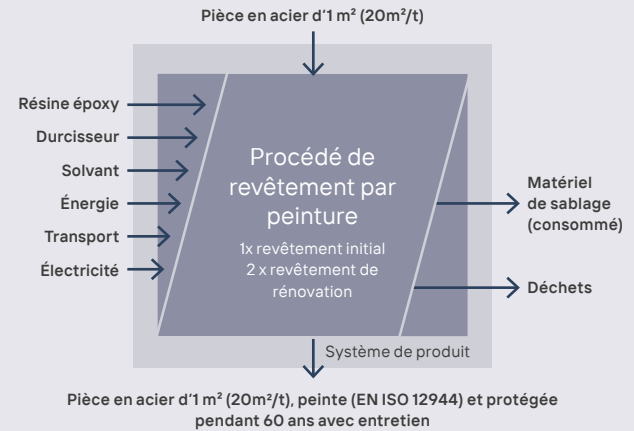 Pièce en acier d'1 m² (20m²/t)
Résine époxy
Durcisseur
Solvant
Énergie
Transport
Électricité
Procédé de
revêtement par
peinture
1x revêtement initial
2 x revêtement de
rénovation
Matériel
de sablage
(consommé)
Déchets
Système de produit
Pièce en acier d'1 m² (20m²/t), peinte (EN ISO 12944) et protégée
pendant 60 ans avec entretien